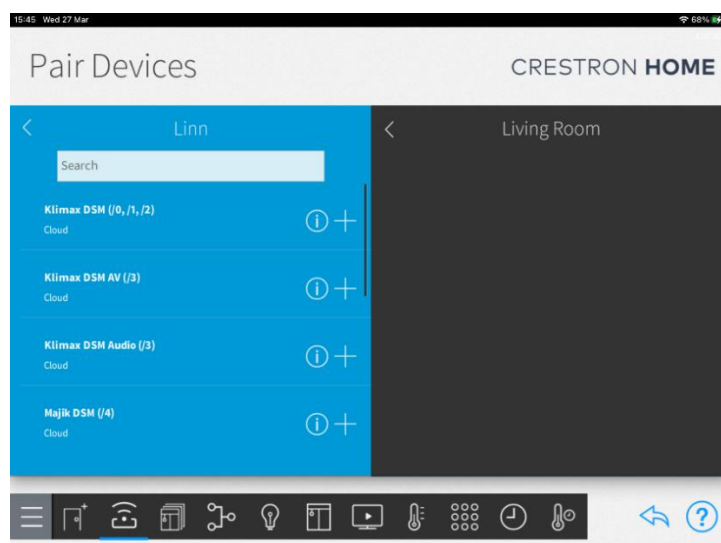 15:45 Wed 27 Mar 68%
Pair Devices
CRESTRON HOME
Linn
Search
Klimax DSM (/0, /1, /2)
Cloud
Klimax DSM AV (/3)
Cloud
Klimax DSM Audio (/3)
Cloud
Majik DSM (/4)
Cloud
Living Room